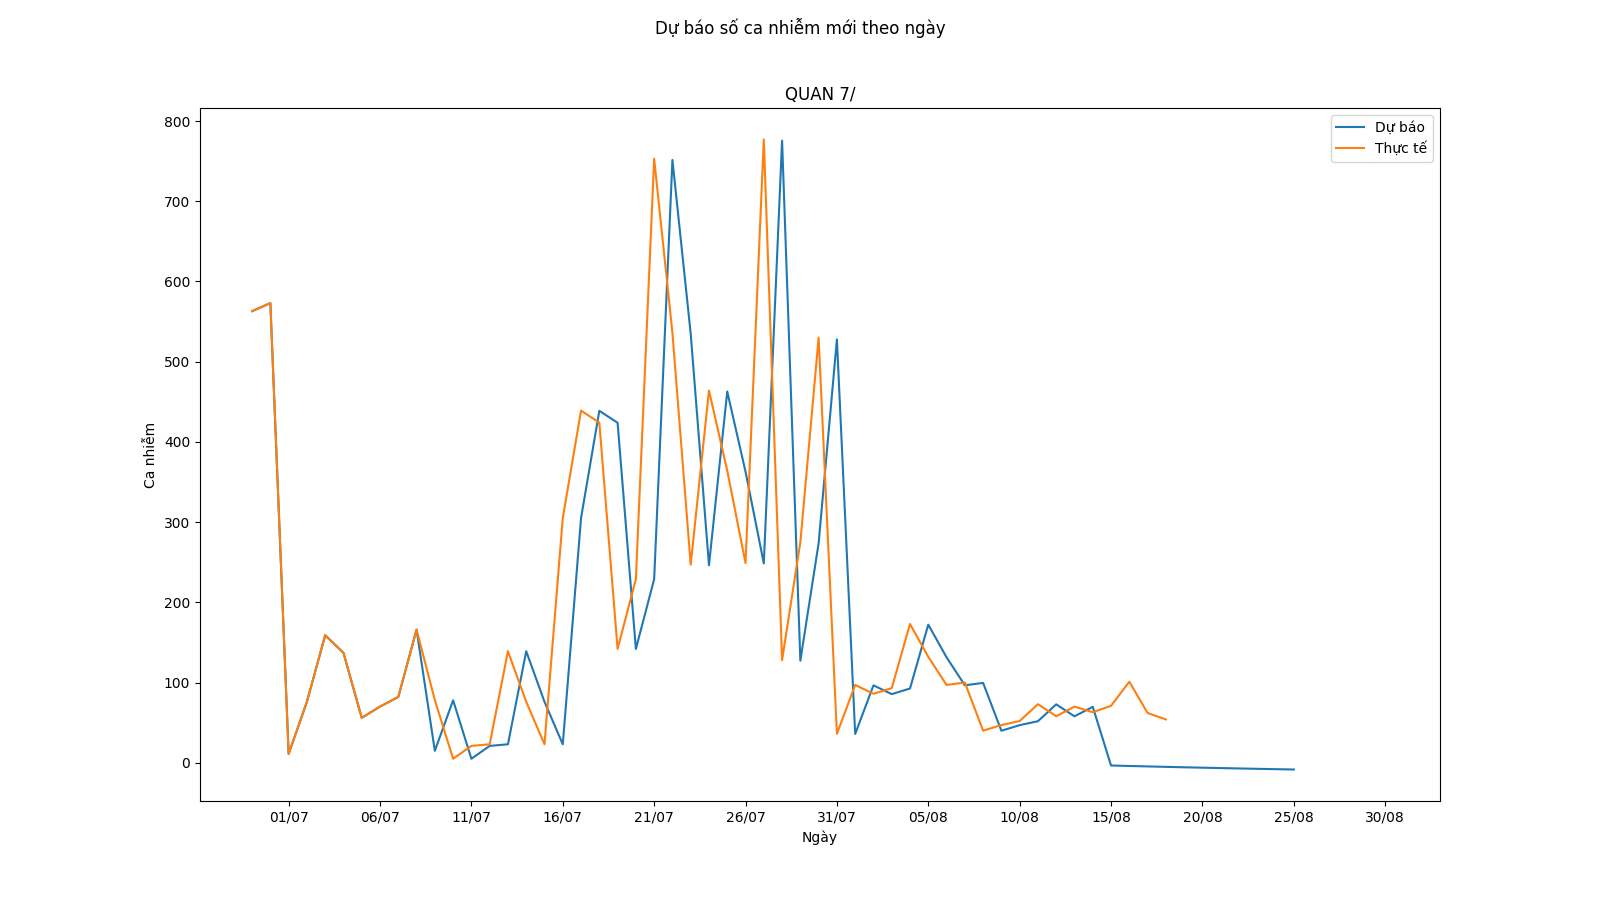 Dự báo số ca nhiễm mới theo ngày
QUAN 7/
Dự báo
Thực tế
800
700
600
500
400
300
200
100
0
Ca nhiễm
01/07 06/07 11/07 16/07 21/07 26/07 31/07 05/08 10/08 15/08 20/08 25/08 30/08
Ngày